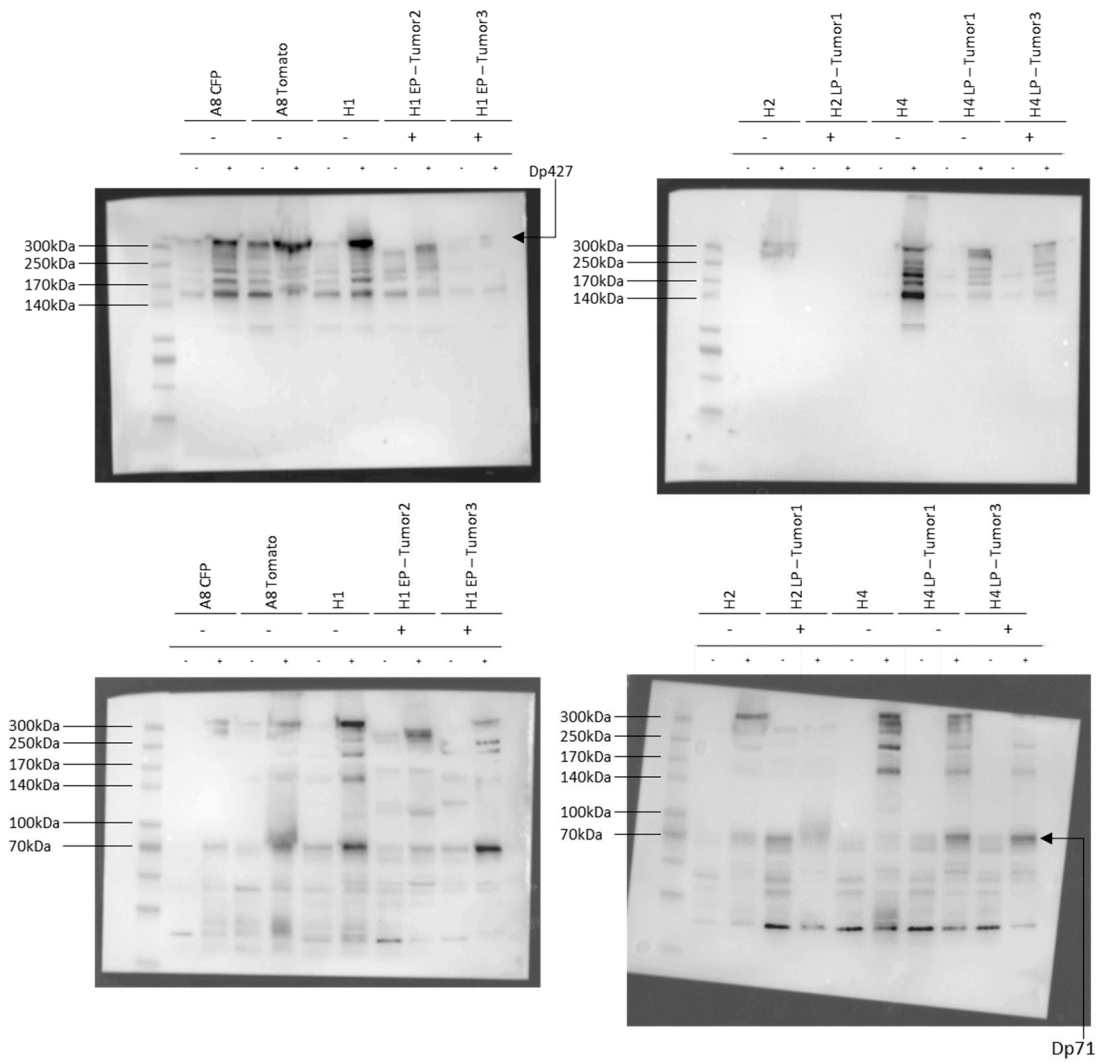 A8 CFP
A8 Tomato
H1
H1 EP – Tumor2
H1 EP – Tumor3
- - - + +
- + - + - + - + - +
Dp427
300kDa
250kDa
170kDa
140kDa
H2
H2 LP – Tumor1
H4
H4 LP – Tumor1
H4 LP – Tumor3
- + - - +
- + - + - + - + - +
300kDa
250kDa
170kDa
140kDa
A8 CFP
A8 Tomato
H1
H1 EP – Tumor2
H1 EP – Tumor3
- - - + +
- + - + - + - + - +
300kDa
250kDa
170kDa
140kDa
100kDa
70kDa
H2
H2 LP – Tumor1
H4
H4 LP – Tumor1
H4 LP – Tumor3
- + - - +
- + - + - + - + - +
300kDa
250kDa
170kDa
140kDa
100kDa
70kDa
Dp71